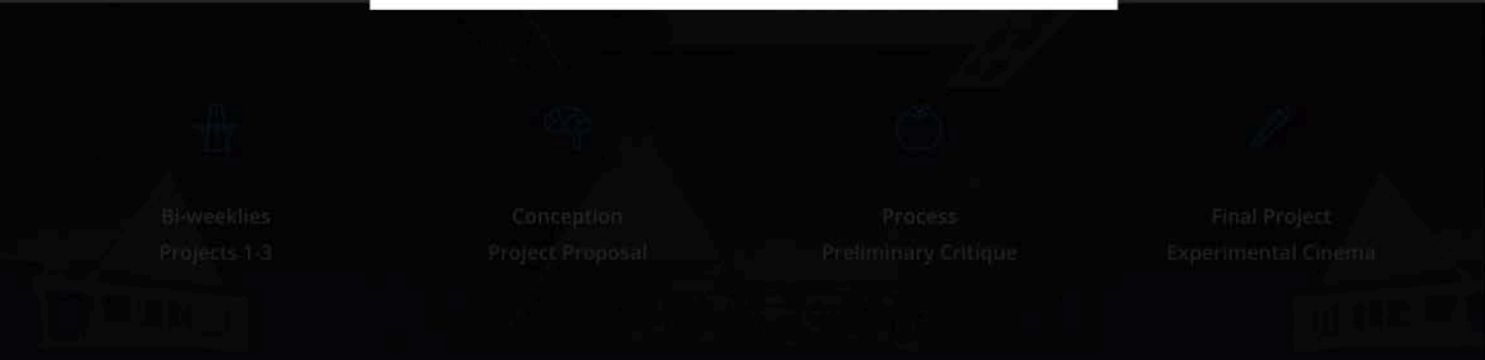 Bi-weeklies
Projects 1-3
Conception
Project Proposal
Process
Preliminary Critique
Final Project
Experimental Cinema